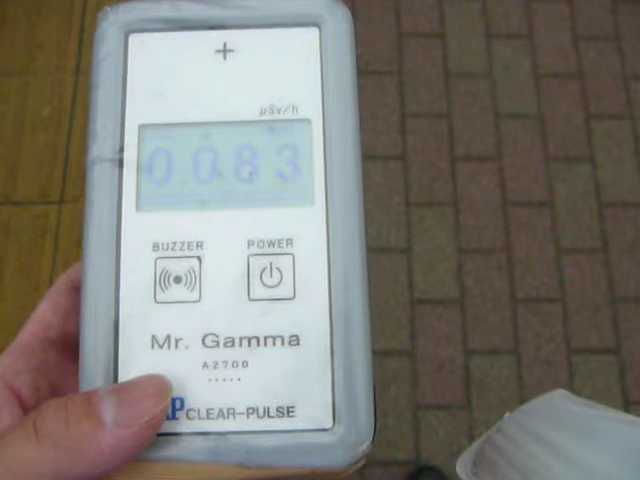 +
µSv/h
0.083
BUZZER POWER
Mr. Gamma
A2700
CLEAR-PULSE